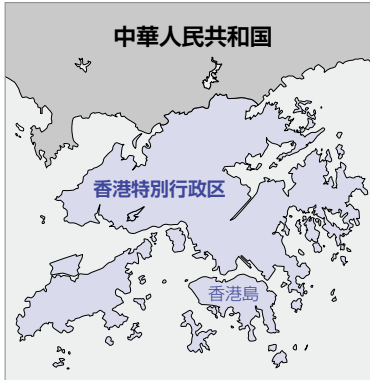 中華人民共和国
香港特別行政区
香港島